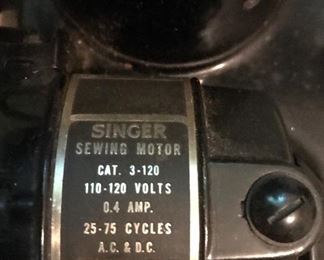 SINGER
SEWING MOTOR
CAT. 3-120
110-120 VOLTS
0.4 AMP.
25-75 CYCLES
A.C. & D.C.